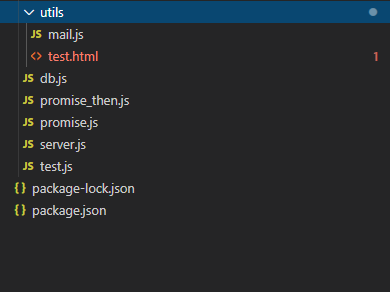 utils
JS mail.js
<> test.html 1
JS db.js
JS promise_then.js
JS promise.js
JS server.js
JS test.js
{} package-lock.json
{} package.json